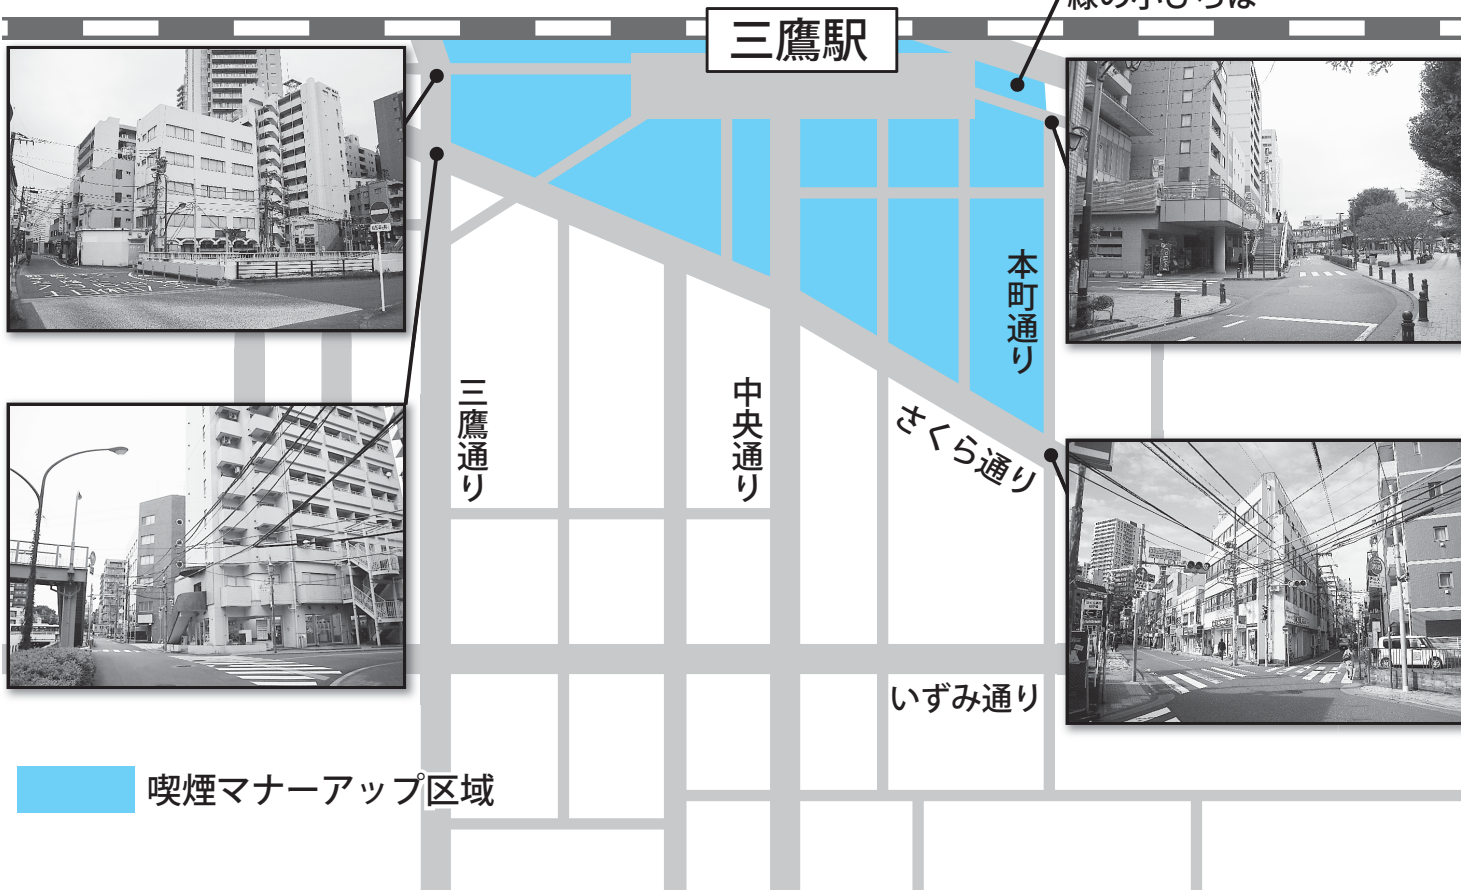 三鷹駅
本町通り
三鷹通り
中央通り
さくら通り
いずみ通り
喫煙マナーアップ区域